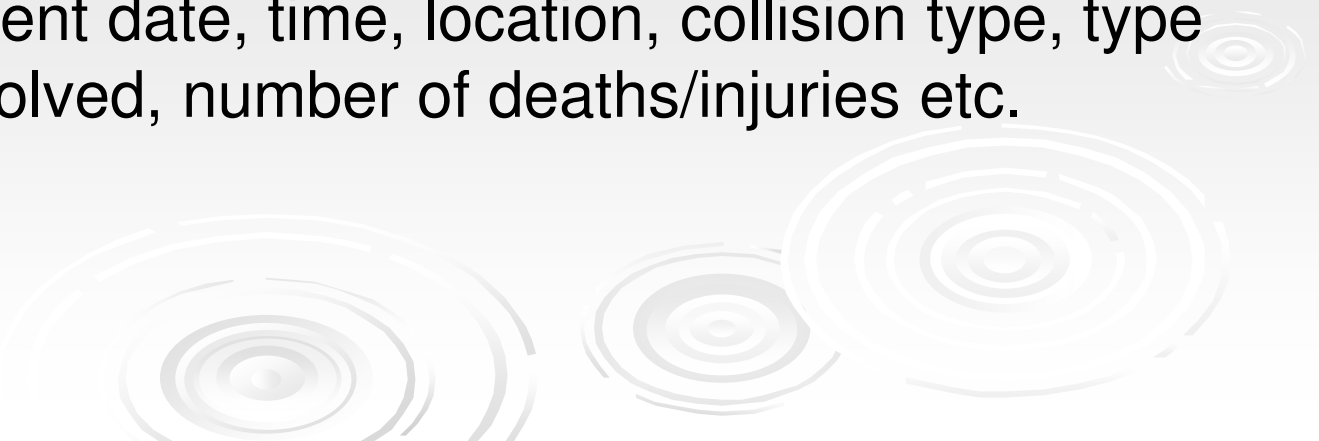 ent date, time, location, collision type, type
olved, number of deaths/injuries etc.